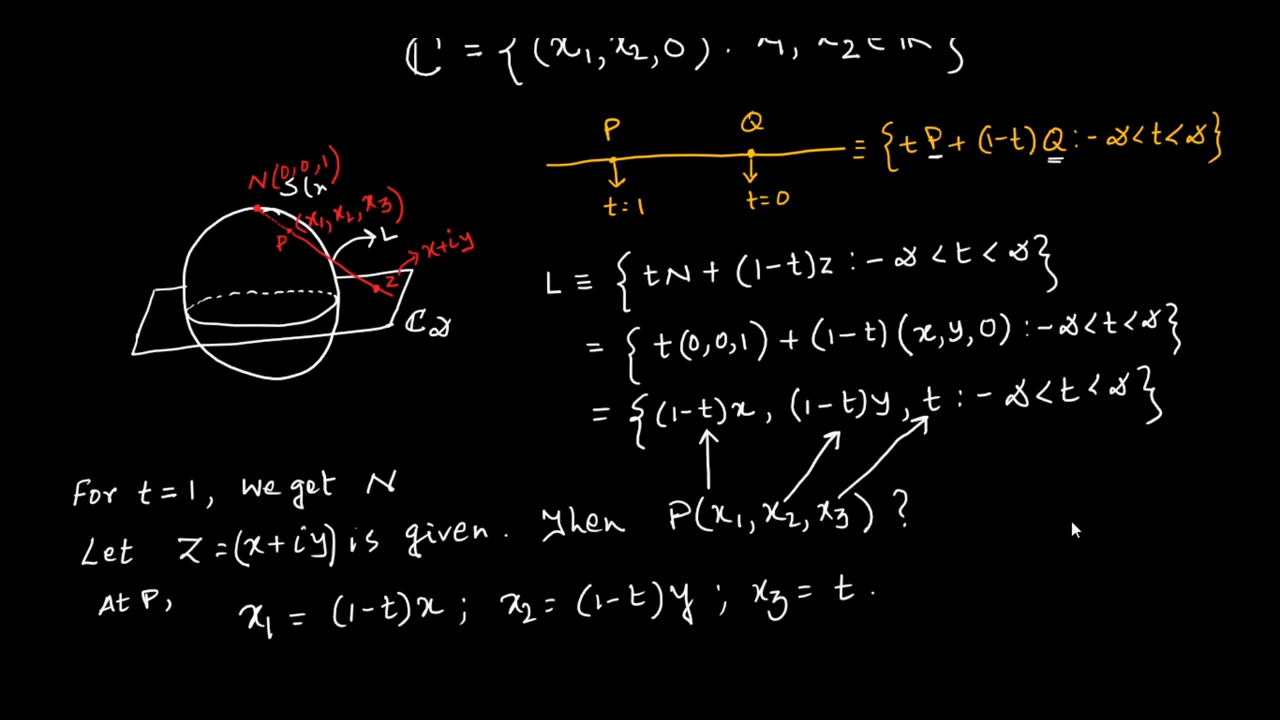 ℂ = {(x₁, x₂, 0) : x₁, x₂ ∈ ℝ}
P Q
≡ {tP + (1-t)Q : -∞ < t < ∞}
t=1 t=0
N(0,0,1)
S(
(x₁, x₂, x₃)
P
L
x+iy
z
ℂ∞
L ≡ {tN + (1-t)z : -∞ < t < ∞}
= {t(0,0,1) + (1-t)(x,y,0) : -∞ < t < ∞}
= {(1-t)x, (1-t)y, t : -∞ < t < ∞}
For t=1, we get N
Let z = (x+iy) is given. Then P(x₁, x₂, x₃) ?
At P, x₁ = (1-t)x ; x₂ = (1-t)y ; x₃ = t .